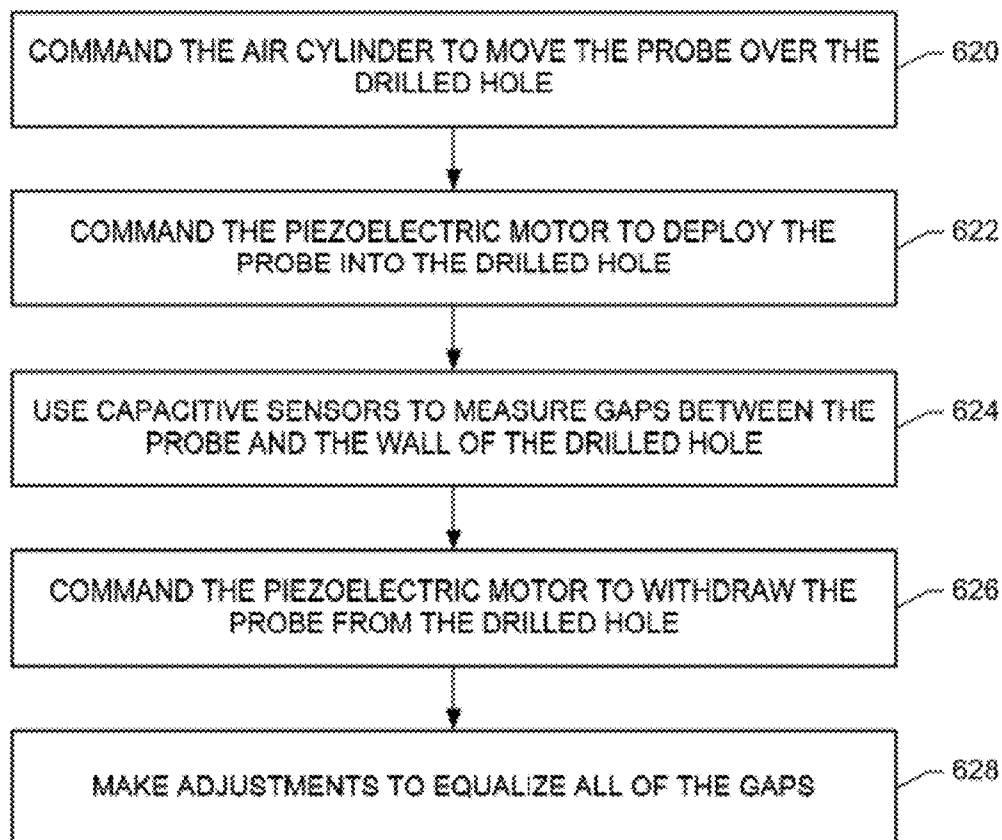 COMMAND THE AIR CYLINDER TO MOVE THE PROBE OVER THE
DRILLED HOLE
620
COMMAND THE PIEZOELECTRIC MOTOR TO DEPLOY THE
PROBE INTO THE DRILLED HOLE
622
USE CAPACITIVE SENSORS TO MEASURE GAPS BETWEEN THE
PROBE AND THE WALL OF THE DRILLED HOLE
624
COMMAND THE PIEZOELECTRIC MOTOR TO WITHDRAW THE
PROBE FROM THE DRILLED HOLE
626
MAKE ADJUSTMENTS TO EQUALIZE ALL OF THE GAPS
628